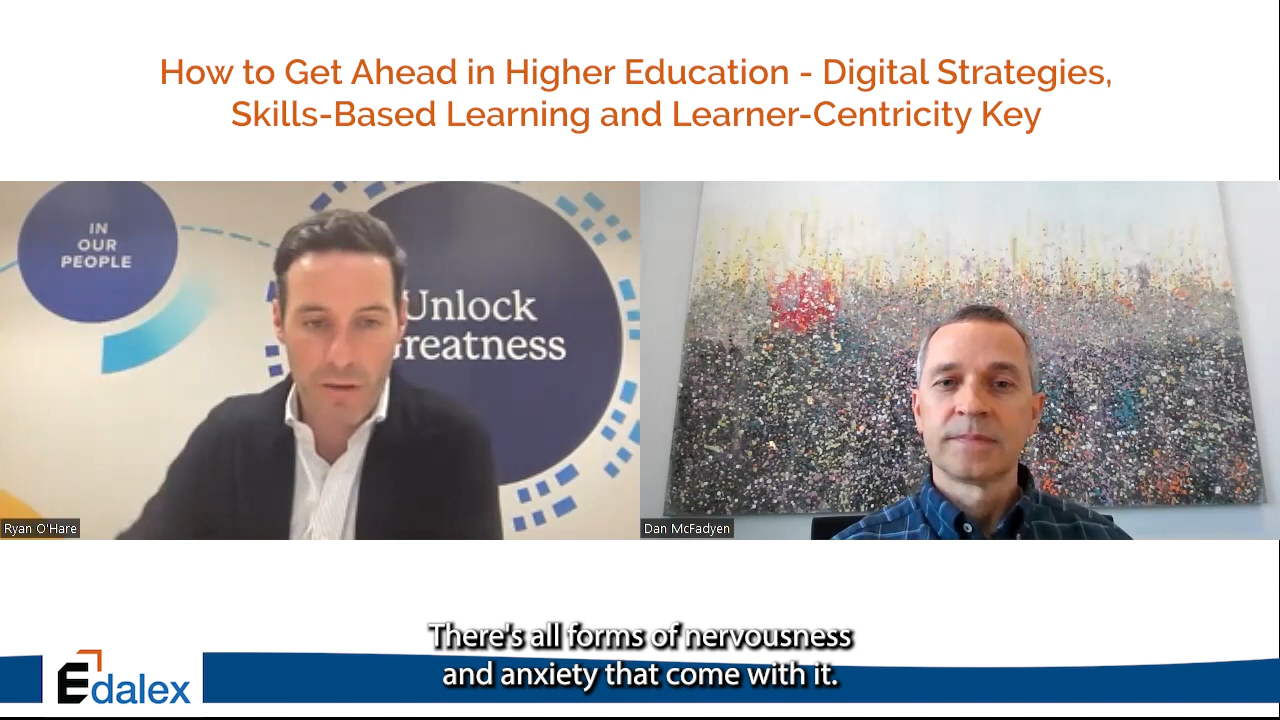 How to Get Ahead in Higher Education - Digital Strategies,
Skills-Based Learning and Learner-Centricity Key
IN
OUR
PEOPLE
Unlock
Greatness
Ryan O'Hare
Dan McFadyen
There's all forms of nervousness
and anxiety that come with it.
Edalex